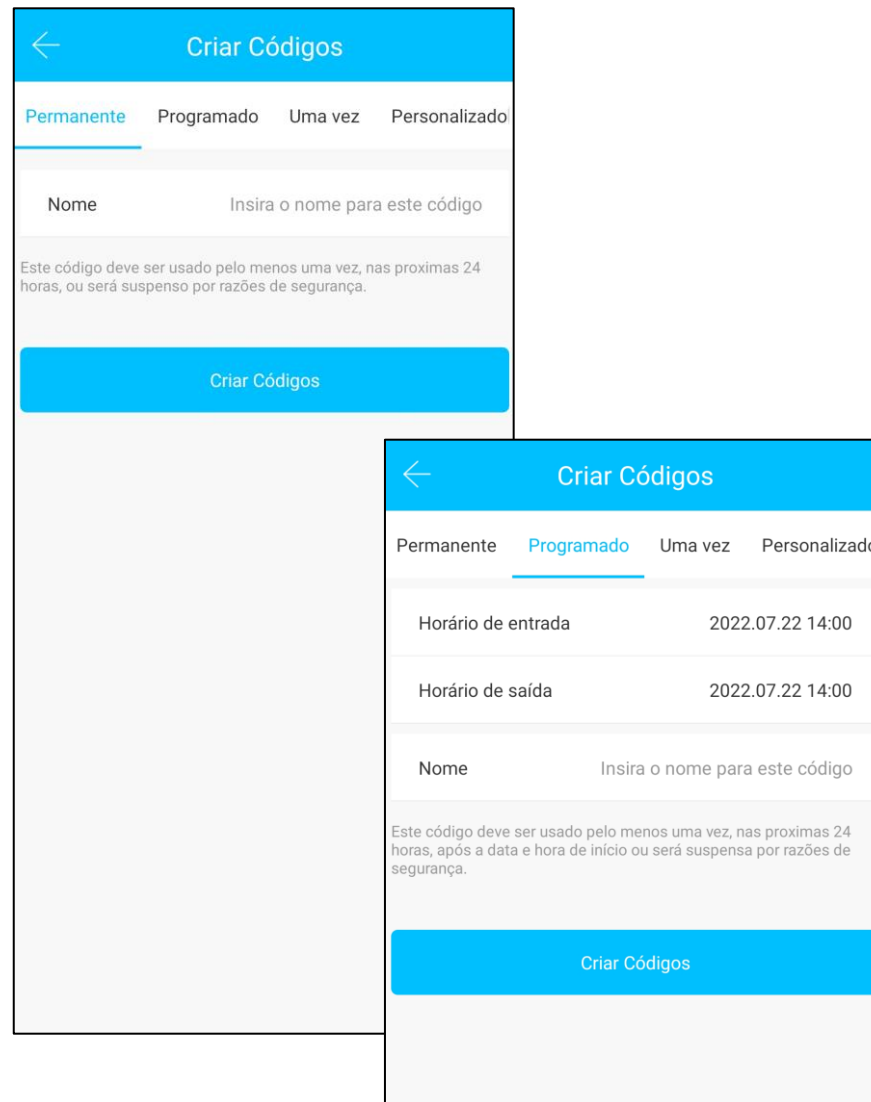 Criar Códigos
Permanente Programado Uma vez Personalizado
Nome Insira o nome para este código
Este código deve ser usado pelo menos uma vez, nas proximas 24
horas, ou será suspenso por razões de segurança.
Criar Códigos
Criar Códigos
Permanente Programado Uma vez Personalizado
Horário de entrada 2022.07.22 14:00
Horário de saída 2022.07.22 14:00
Nome Insira o nome para este código
Este código deve ser usado pelo menos uma vez, nas proximas 24
horas, após a data e hora de início ou será suspensa por razões de
segurança.
Criar Códigos